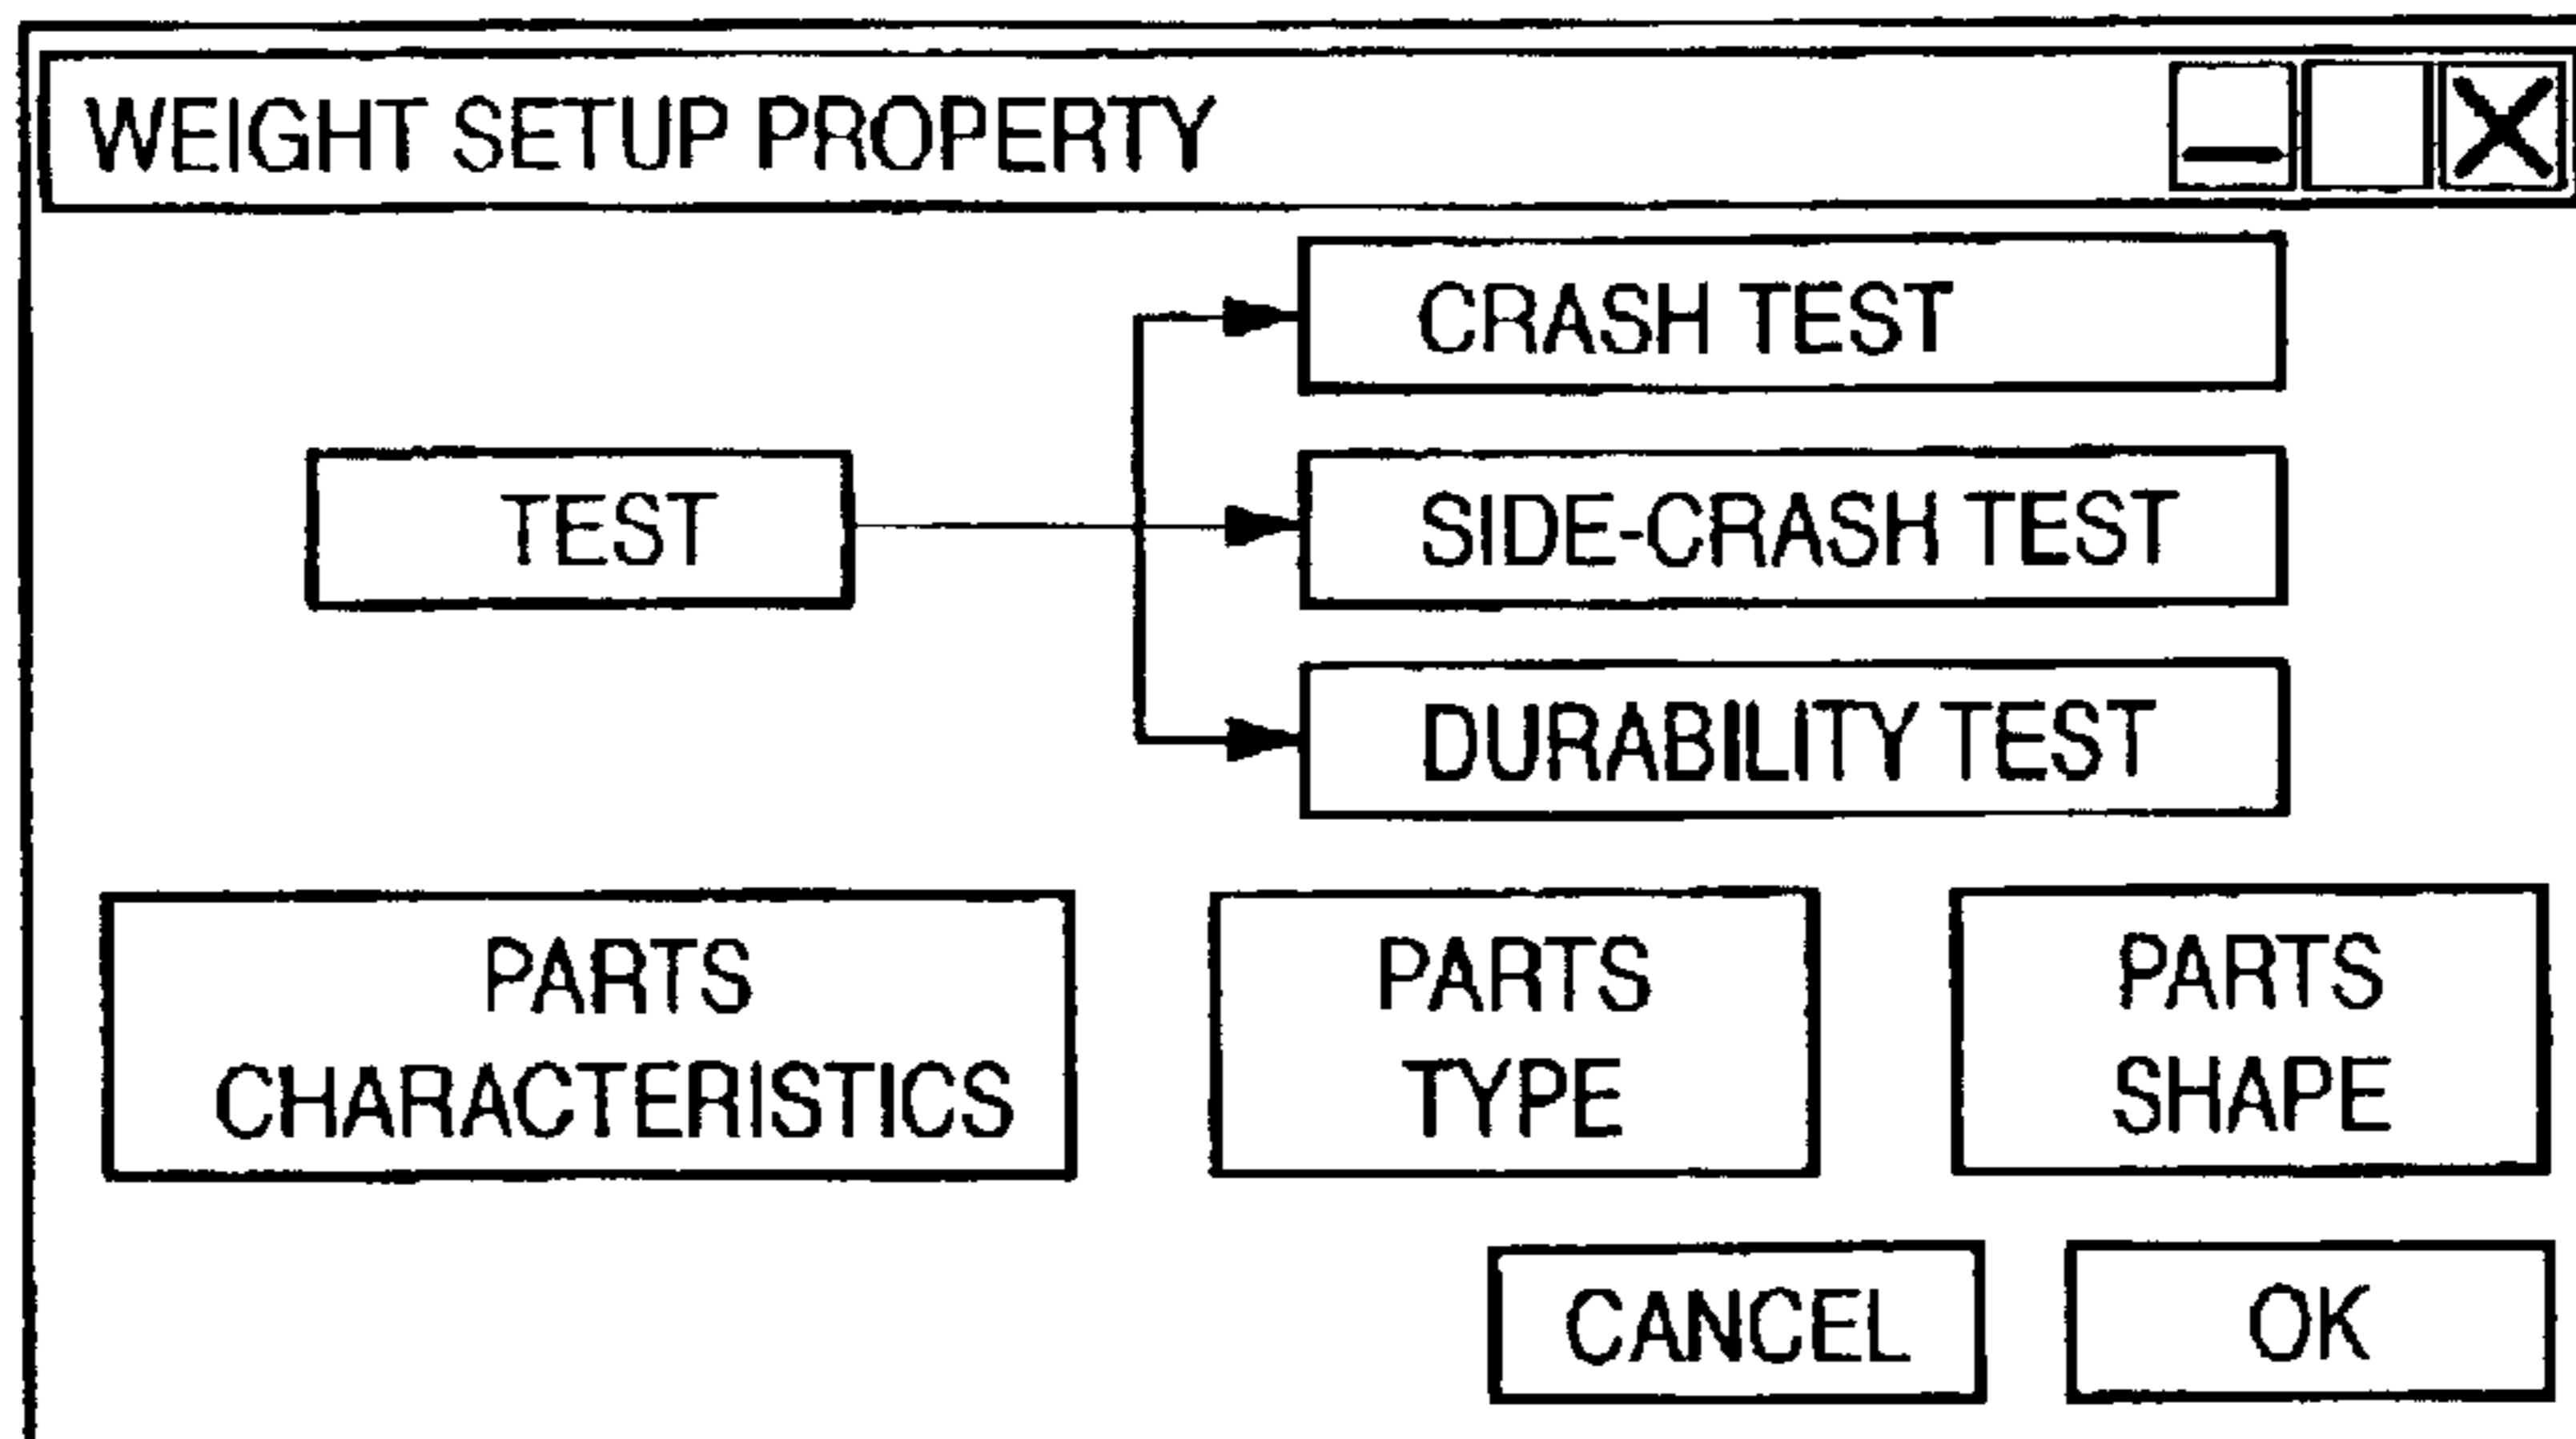 WEIGHT SETUP PROPERTY
CRASH TEST
TEST
SIDE-CRASH TEST
DURABILITY TEST
PARTS
CHARACTERISTICS
PARTS
TYPE
PARTS
SHAPE
CANCEL
OK